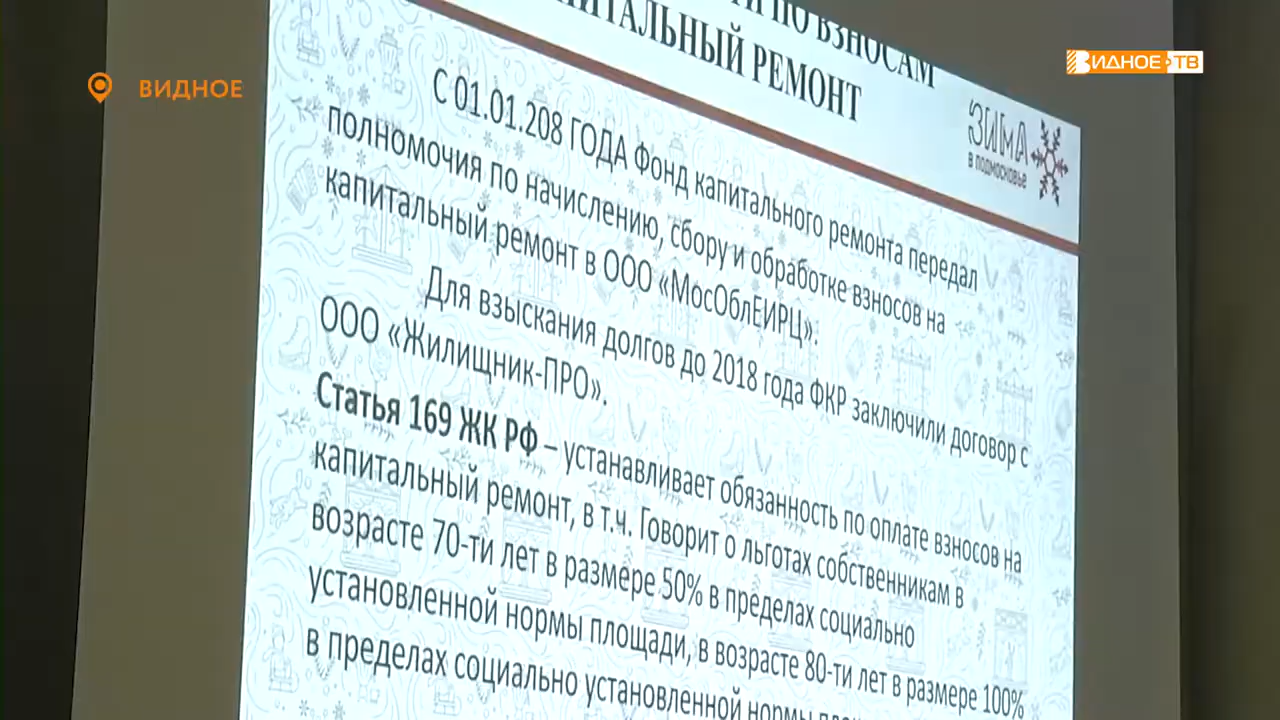 ВИДНОЕ
ВИДНОЕ·ТВ
ПО ВЗНОСАМ
РЕМОНТ
ЗИМА
В ПОДМОСКОВЬЕ
С 01.01.208 ГОДА Фонд капитального ремонта передал
полномочия по начислению, сбору и обработке взносов на
капитальный ремонт в ООО «МосОблЕИРЦ».
Для взыскания долгов до 2018 года ФКР заключили договор с
ООО «Жилищник-ПРО».
Статья 169 ЖК РФ – устанавливает обязанность по оплате взносов на
капитальный ремонт, в т.ч. Говорит о льготах собственникам в
возрасте 70-ти лет в размере 50% в пределах социально
установленной нормы площади, в возрасте 80-ти лет в размере 100%
в пределах социально установленной нормы